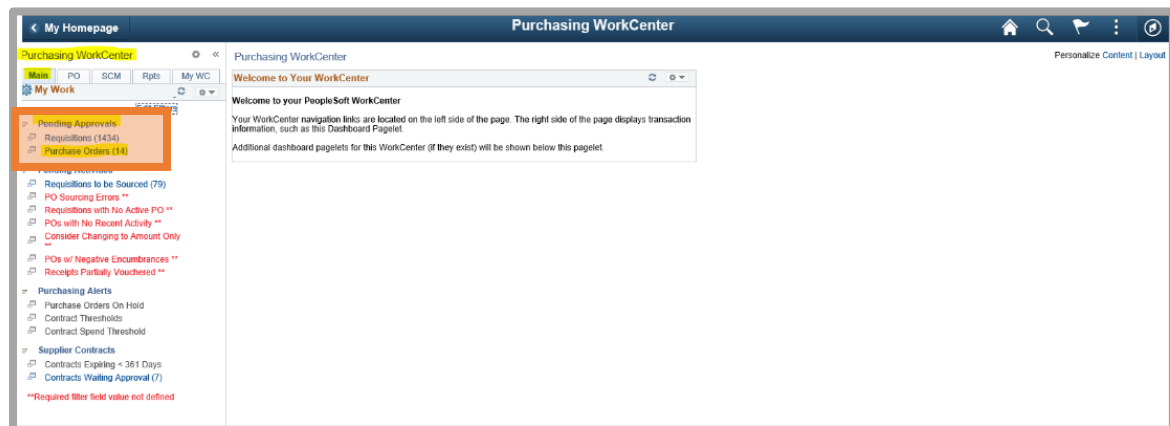 My Homepage
Purchasing WorkCenter
Purchasing WorkCenter
Main PO SCM Rpts My WC
My Work
Edit Filters
Pending Approvals
Requisitions (1434)
Purchase Orders (14)
Pending Activities
Requisitions to be Sourced (79)
PO Sourcing Errors **
Requisitions with No Active PO **
POs with No Recent Activity **
Consider Changing to Amount Only
**
POs w/ Negative Encumbrances **
Receipts Partially Vouchered **
Purchasing Alerts
Purchase Orders On Hold
Contract Thresholds
Contract Spend Threshold
Supplier Contracts
Contracts Expiring < 361 Days
Contracts Waiting Approval (7)
**Required filter field value not defined
Purchasing WorkCenter
Personalize Content | Layout
Welcome to Your WorkCenter
Welcome to your PeopleSoft WorkCenter
Your WorkCenter navigation links are located on the left side of the page. The right side of the page displays transaction
information, such as this Dashboard Pagelet.
Additional dashboard pagelets for this WorkCenter (if they exist) will be shown below this pagelet.